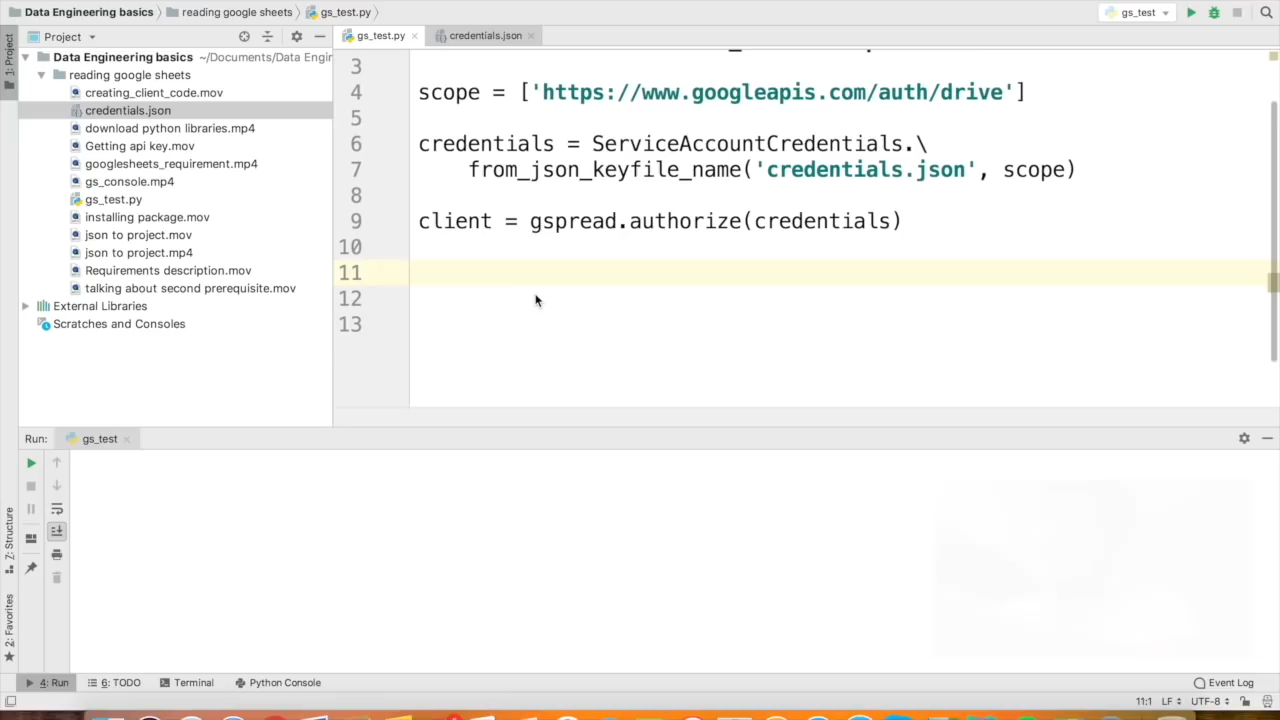 Data Engineering basics reading google sheets gs_test.py gs_test
1: Project
Project
gs_test.py credentials.json
Data Engineering basics ~/Documents/Data Engir
reading google sheets
creating_client_code.mov
credentials.json
download python libraries.mp4
Getting api key.mov
googlesheets_requirement.mp4
gs_console.mp4
gs_test.py
installing package.mov
json to project.mov
json to project.mp4
Requirements description.mov
talking about second prerequisite.mov
External Libraries
Scratches and Consoles
3
4 scope = ['https://www.googleapis.com/auth/drive']
5
6 credentials = ServiceAccountCredentials.\
7 from_json_keyfile_name('credentials.json', scope)
8
9 client = gspread.authorize(credentials)
10
11
12
13
Run: gs_test
7: Structure
2: Favorites
4: Run 6: TODO Terminal Python Console Event Log
11:1 LF UTF-8